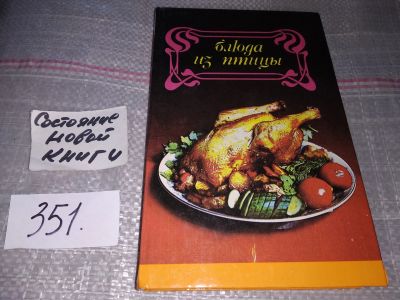 блюда
из птицы
Состояние
новой
книги
351.